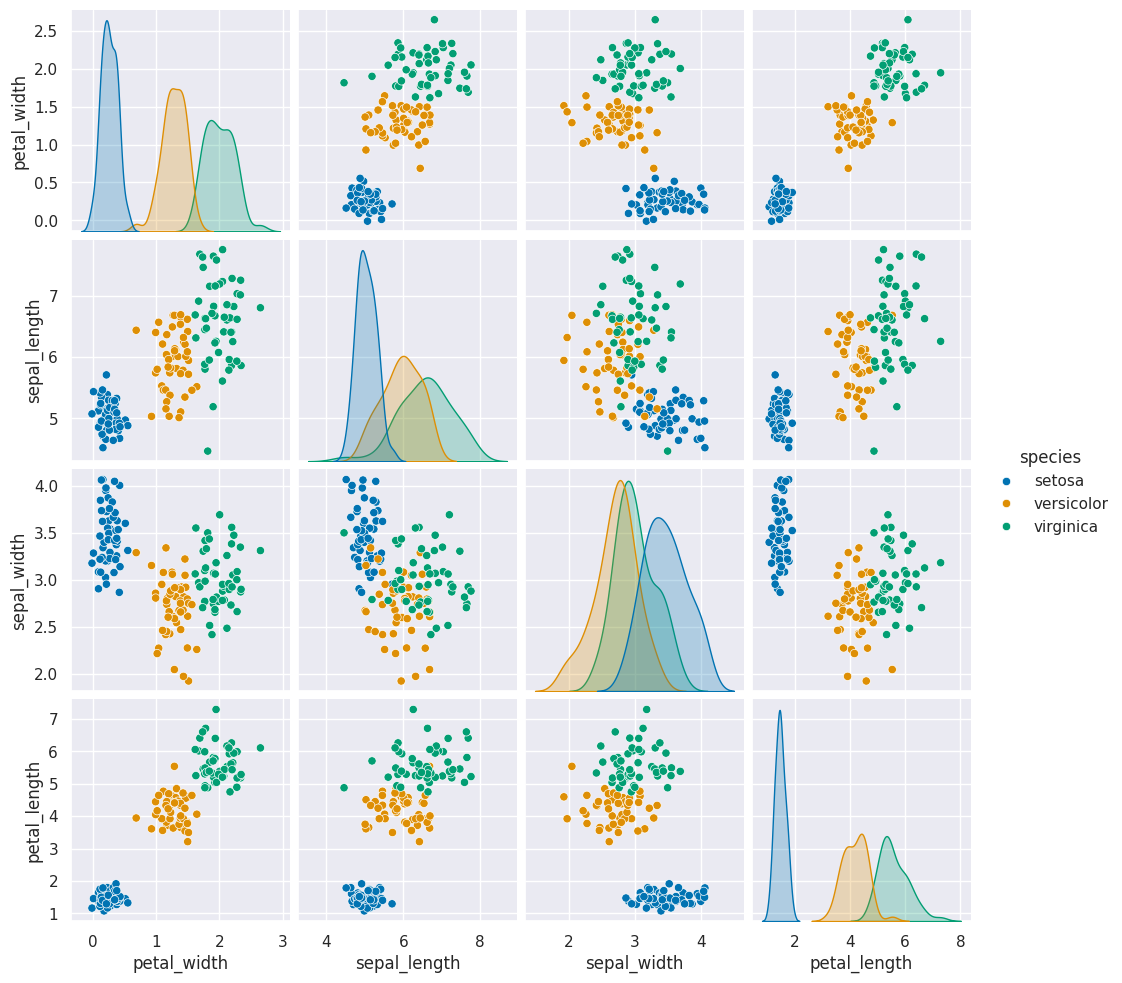 petal_width
2.5
2.0
1.5
1.0
0.5
0.0
sepal_length
7
6
5
sepal_width
4.0
3.5
3.0
2.5
2.0
petal_length
7
6
5
4
3
2
1
0 1 2 3
petal_width
4 6 8
sepal_length
2 3 4
sepal_width
2 4 6 8
petal_length
species
setosa
versicolor
virginica